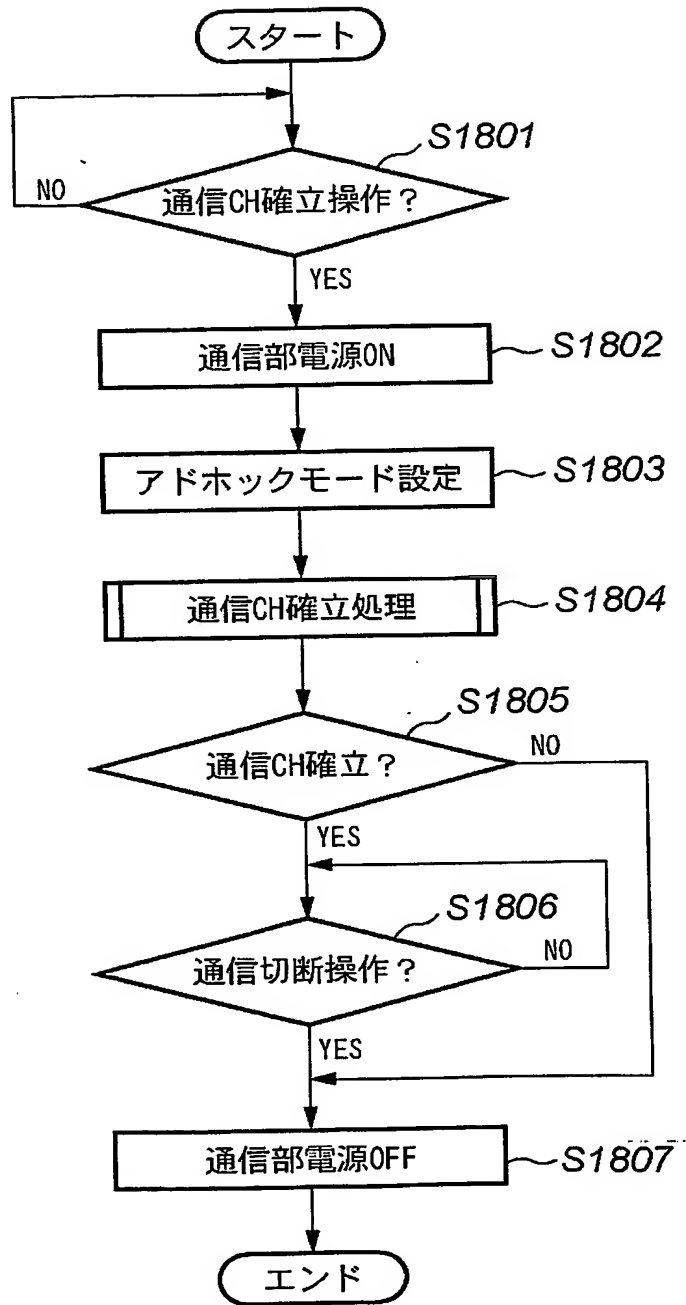 スタート
S1801
NO
通信CH確立操作？
YES
通信部電源ON
S1802
アドホックモード設定
S1803
通信CH確立処理
S1804
S1805
通信CH確立？
NO
YES
S1806
通信切断操作？
NO
YES
通信部電源OFF
S1807
エンド